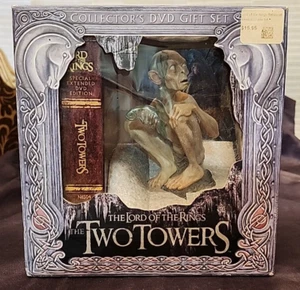 COLLECTOR'S DVD GIFT SET
LORD
OF THE
RINGS
SPECIAL
EXTENDED
DVD
EDITION
THE
TWO TOWERS
THE LORD OF THE RINGS
THE TWO TOWERS